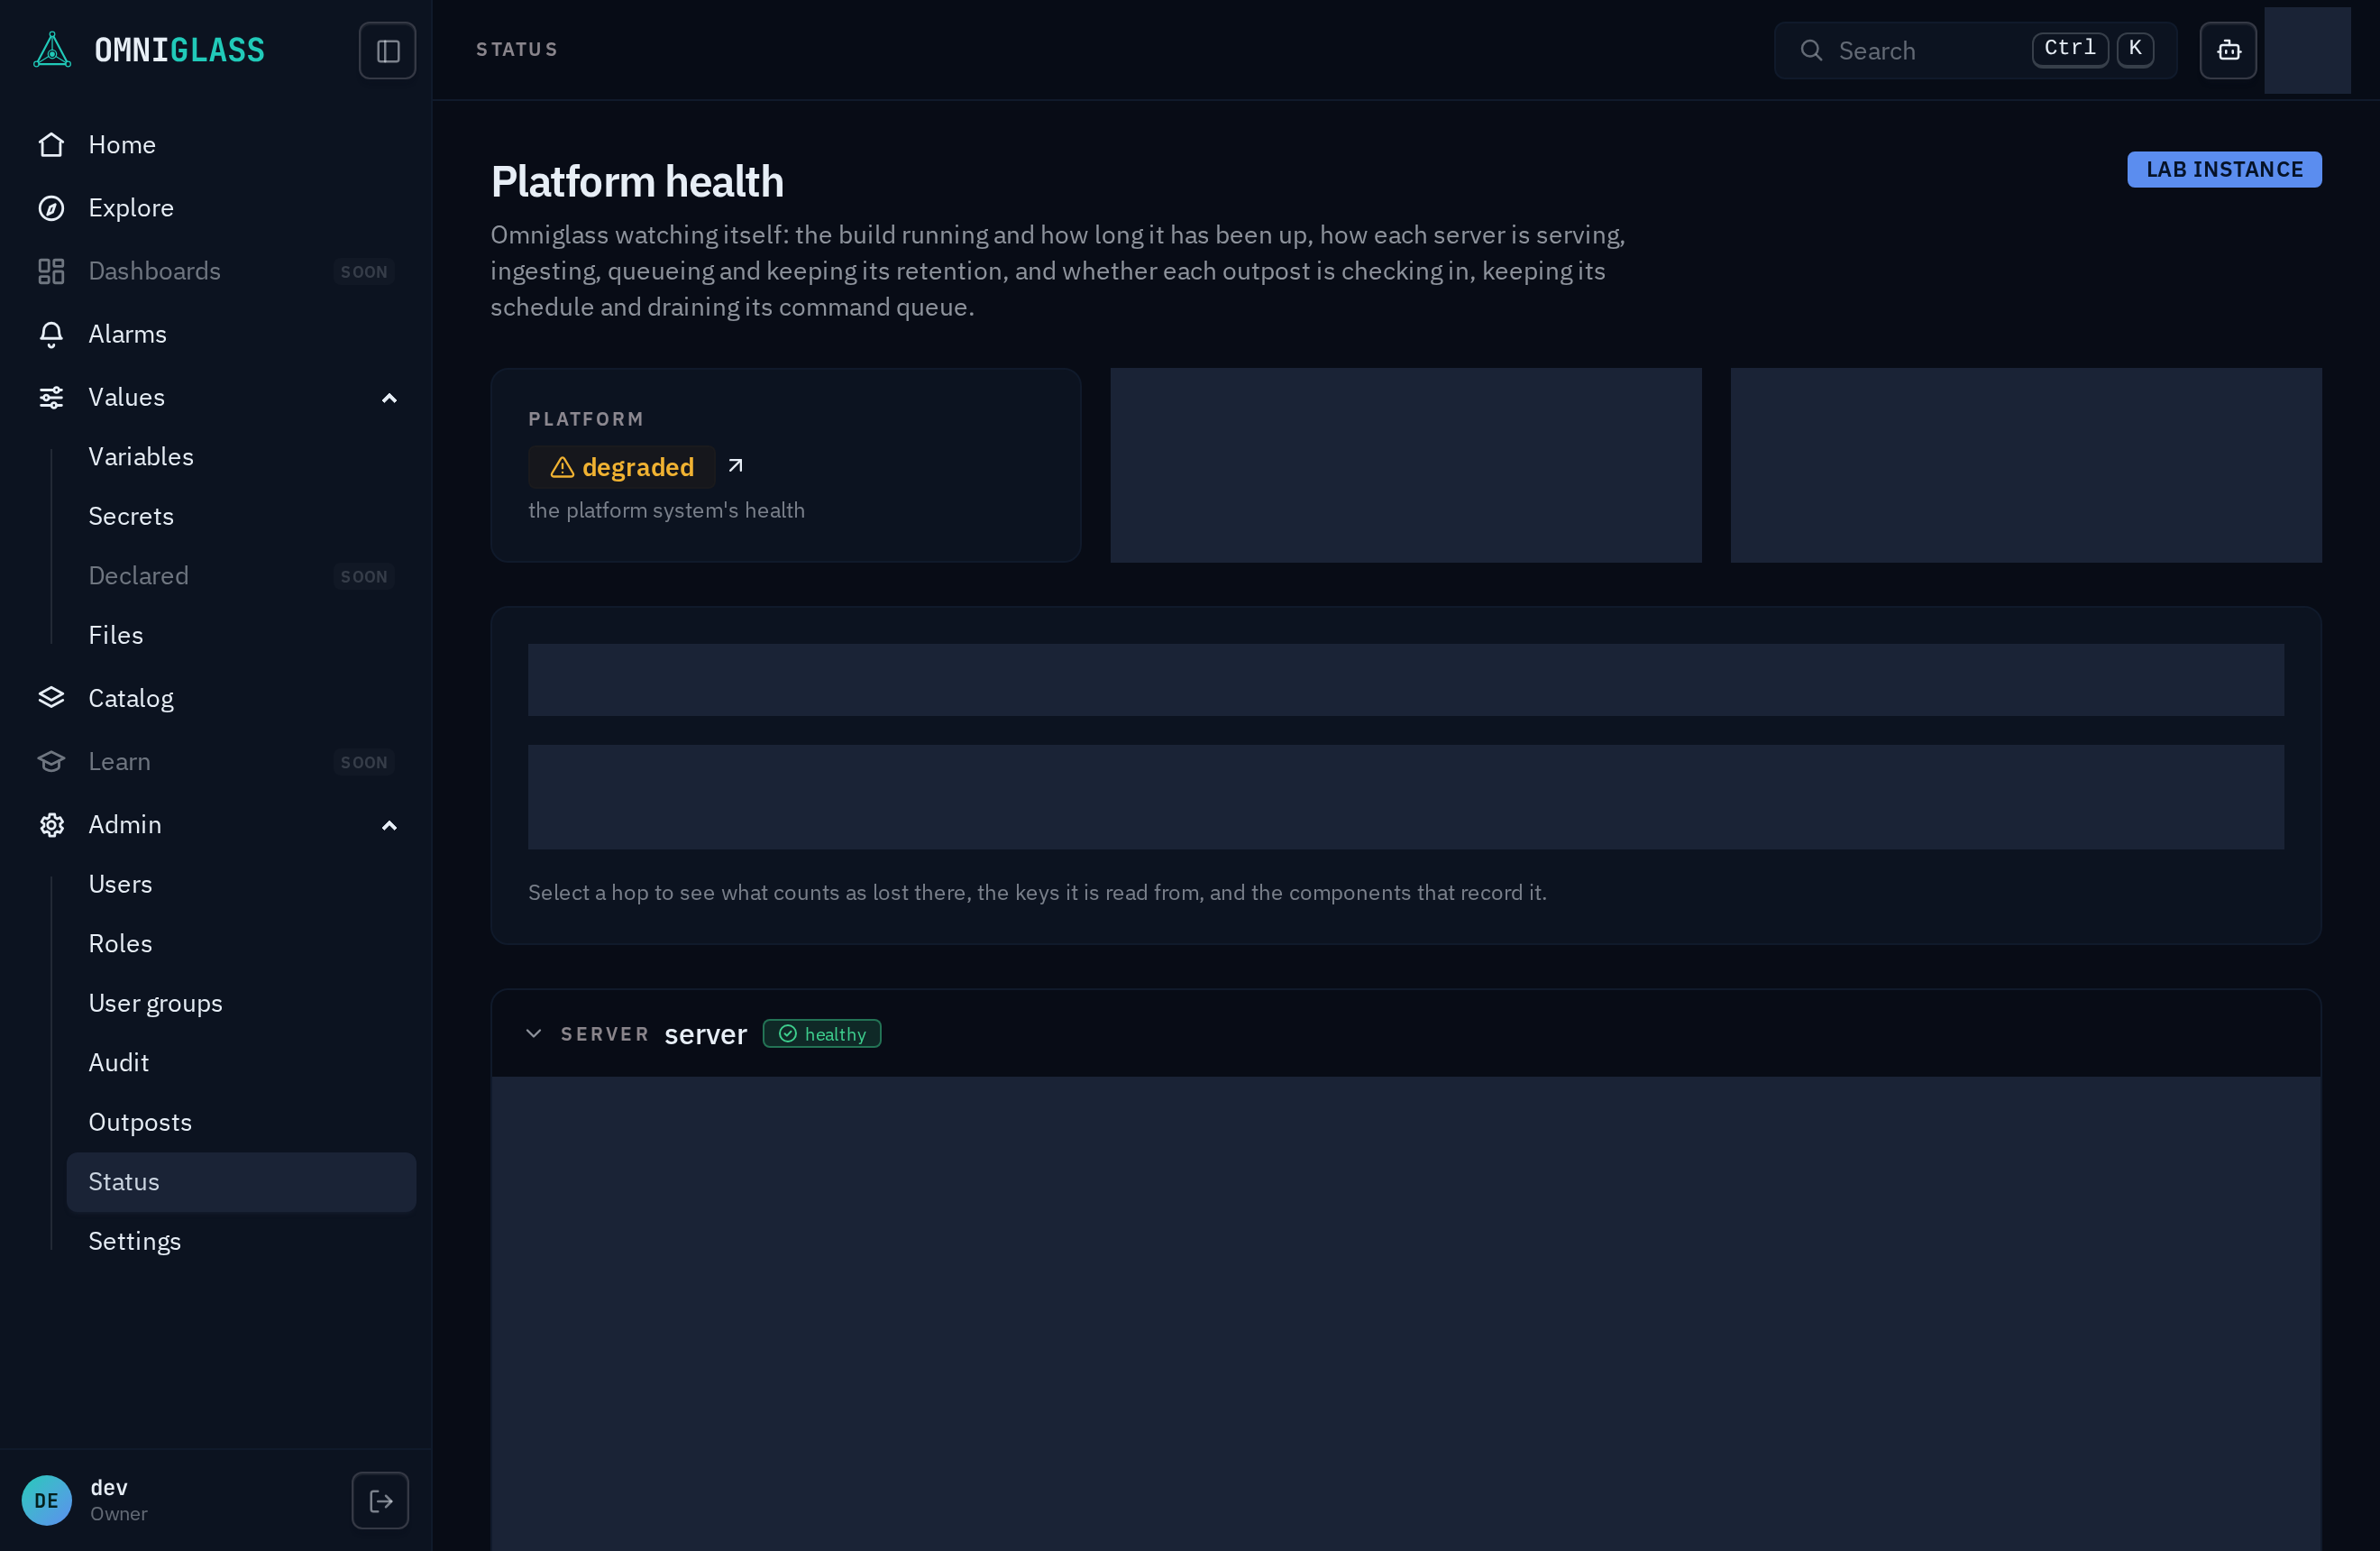 OMNIGLASS
STATUS
Search
Ctrl
K
Home
Explore
Dashboards
SOON
Alarms
Values
Variables
Secrets
Declared
SOON
Files
Catalog
Learn
SOON
Admin
Users
Roles
User groups
Audit
Outposts
Status
Settings
DE
dev
Owner
Platform health
LAB INSTANCE
Omniglass watching itself: the build running and how long it has been up, how each server is serving,
ingesting, queueing and keeping its retention, and whether each outpost is checking in, keeping its
schedule and draining its command queue.
PLATFORM
degraded
the platform system's health
Select a hop to see what counts as lost there, the keys it is read from, and the components that record it.
SERVER server healthy